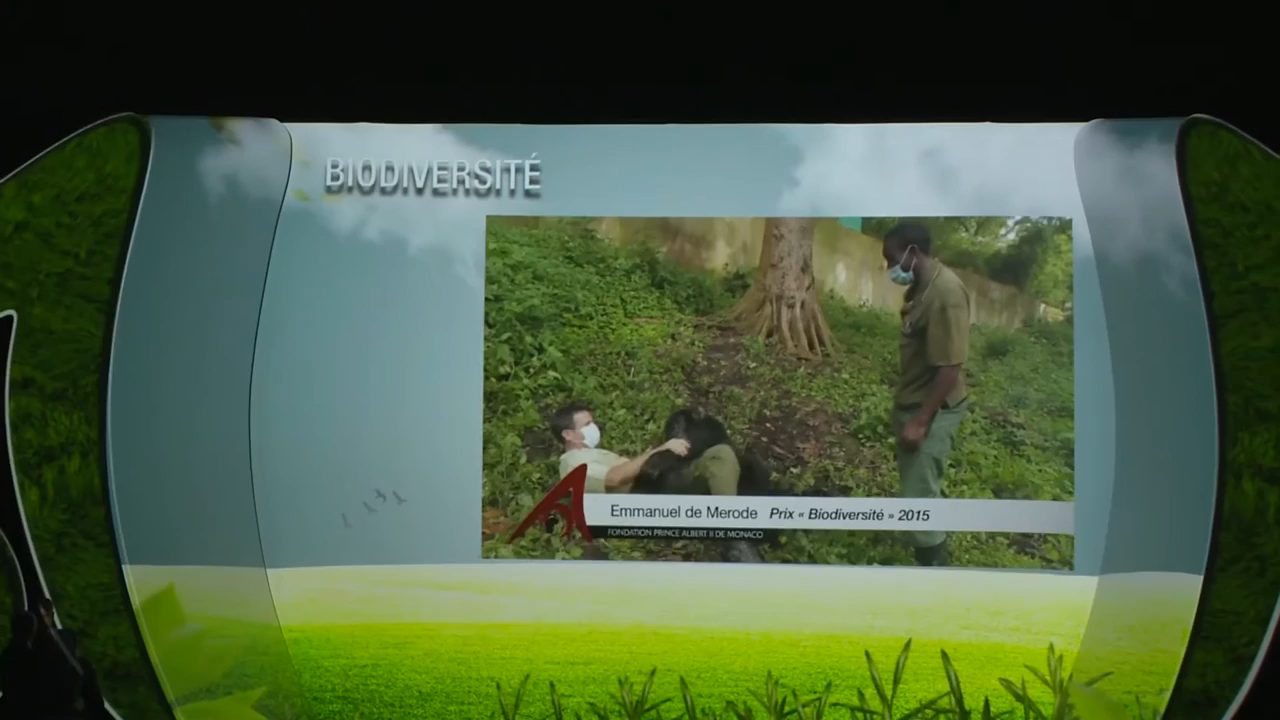 BIODIVERSITÉ
Emmanuel de Merode Prix « Biodiversité » 2015
FONDATION PRINCE ALBERT II DE MONACO